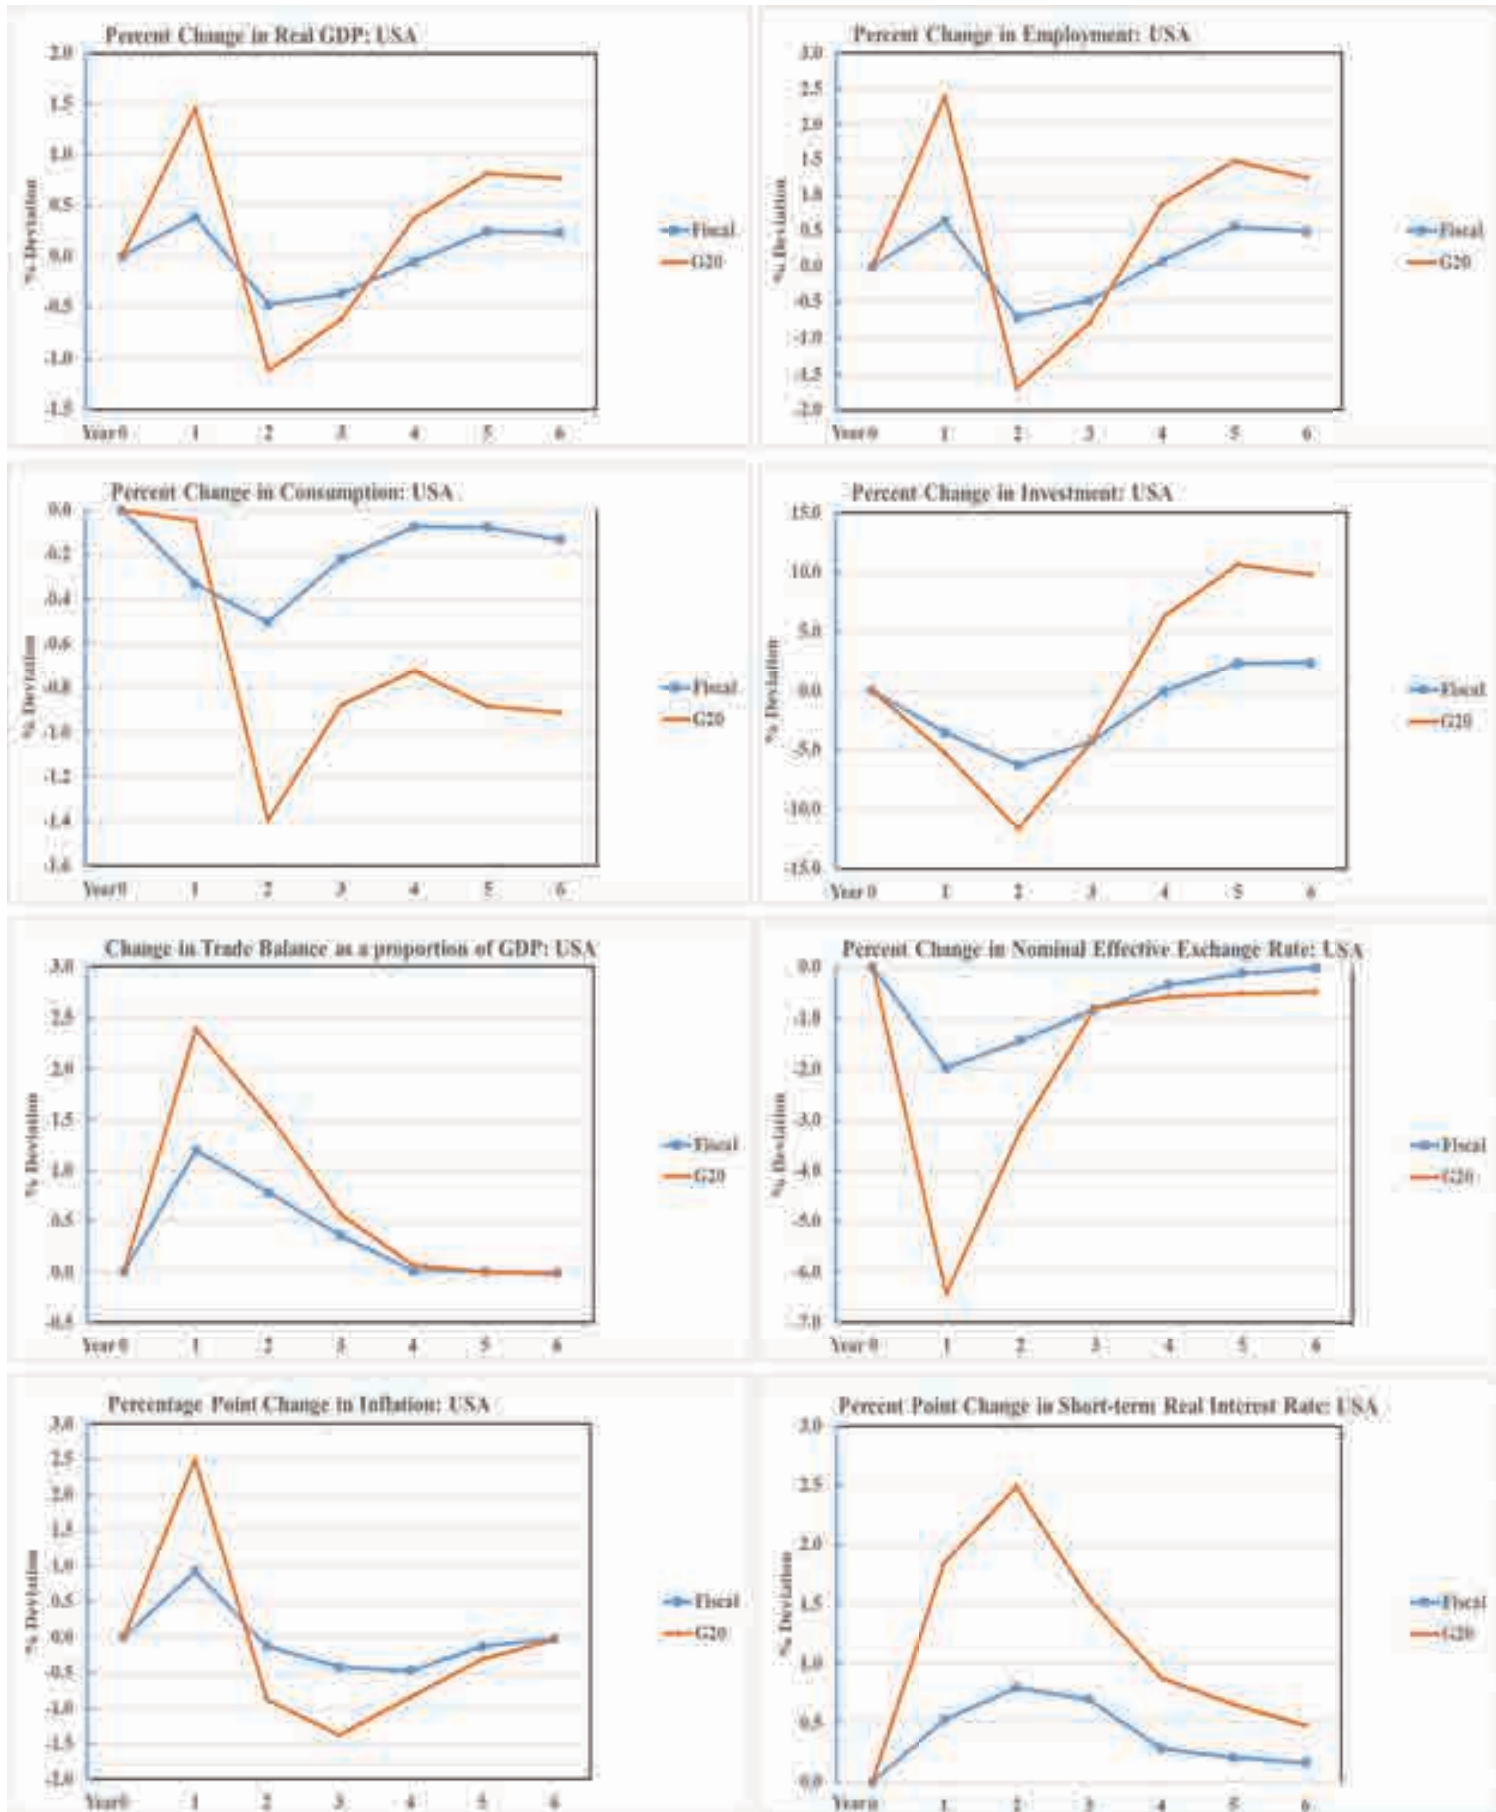 Percent Change in Real GDP: USA
2.0
1.5
1.0
0.5
0.0
-0.5
-1.0
-1.5
% Deviation
Year 0 1 2 3 4 5 6
Fiscal
G20
Percent Change in Employment: USA
3.0
2.5
2.0
1.5
1.0
0.5
0.0
-0.5
-1.0
-1.5
-2.0
% Deviation
Year 0 1 2 3 4 5 6
Fiscal
G20
Percent Change in Consumption: USA
0.0
-0.2
-0.4
-0.6
-0.8
-1.0
-1.2
-1.4
-1.6
% Deviation
Year 0 1 2 3 4 5 6
Fiscal
G20
Percent Change in Investment: USA
15.0
10.0
5.0
0.0
-5.0
-10.0
-15.0
% Deviation
Year 0 1 2 3 4 5 6
Fiscal
G20
Change in Trade Balance as a proportion of GDP: USA
3.0
2.5
2.0
1.5
1.0
0.5
0.0
-0.5
% Deviation
Year 0 1 2 3 4 5 6
Fiscal
G20
Percent Change in Nominal Effective Exchange Rate: USA
0.0
-1.0
-2.0
-3.0
-4.0
-5.0
-6.0
-7.0
% Deviation
Year 0 1 2 3 4 5 6
Fiscal
G20
Percentage Point Change in Inflation: USA
3.0
2.5
2.0
1.5
1.0
0.5
0.0
-0.5
-1.0
-1.5
-2.0
% Deviation
Year 0 1 2 3 4 5 6
Fiscal
G20
Percent Point Change in Short-term Real Interest Rate: USA
3.0
2.5
2.0
1.5
1.0
0.5
0.0
% Deviation
Year 0 1 2 3 4 5 6
Fiscal
G20